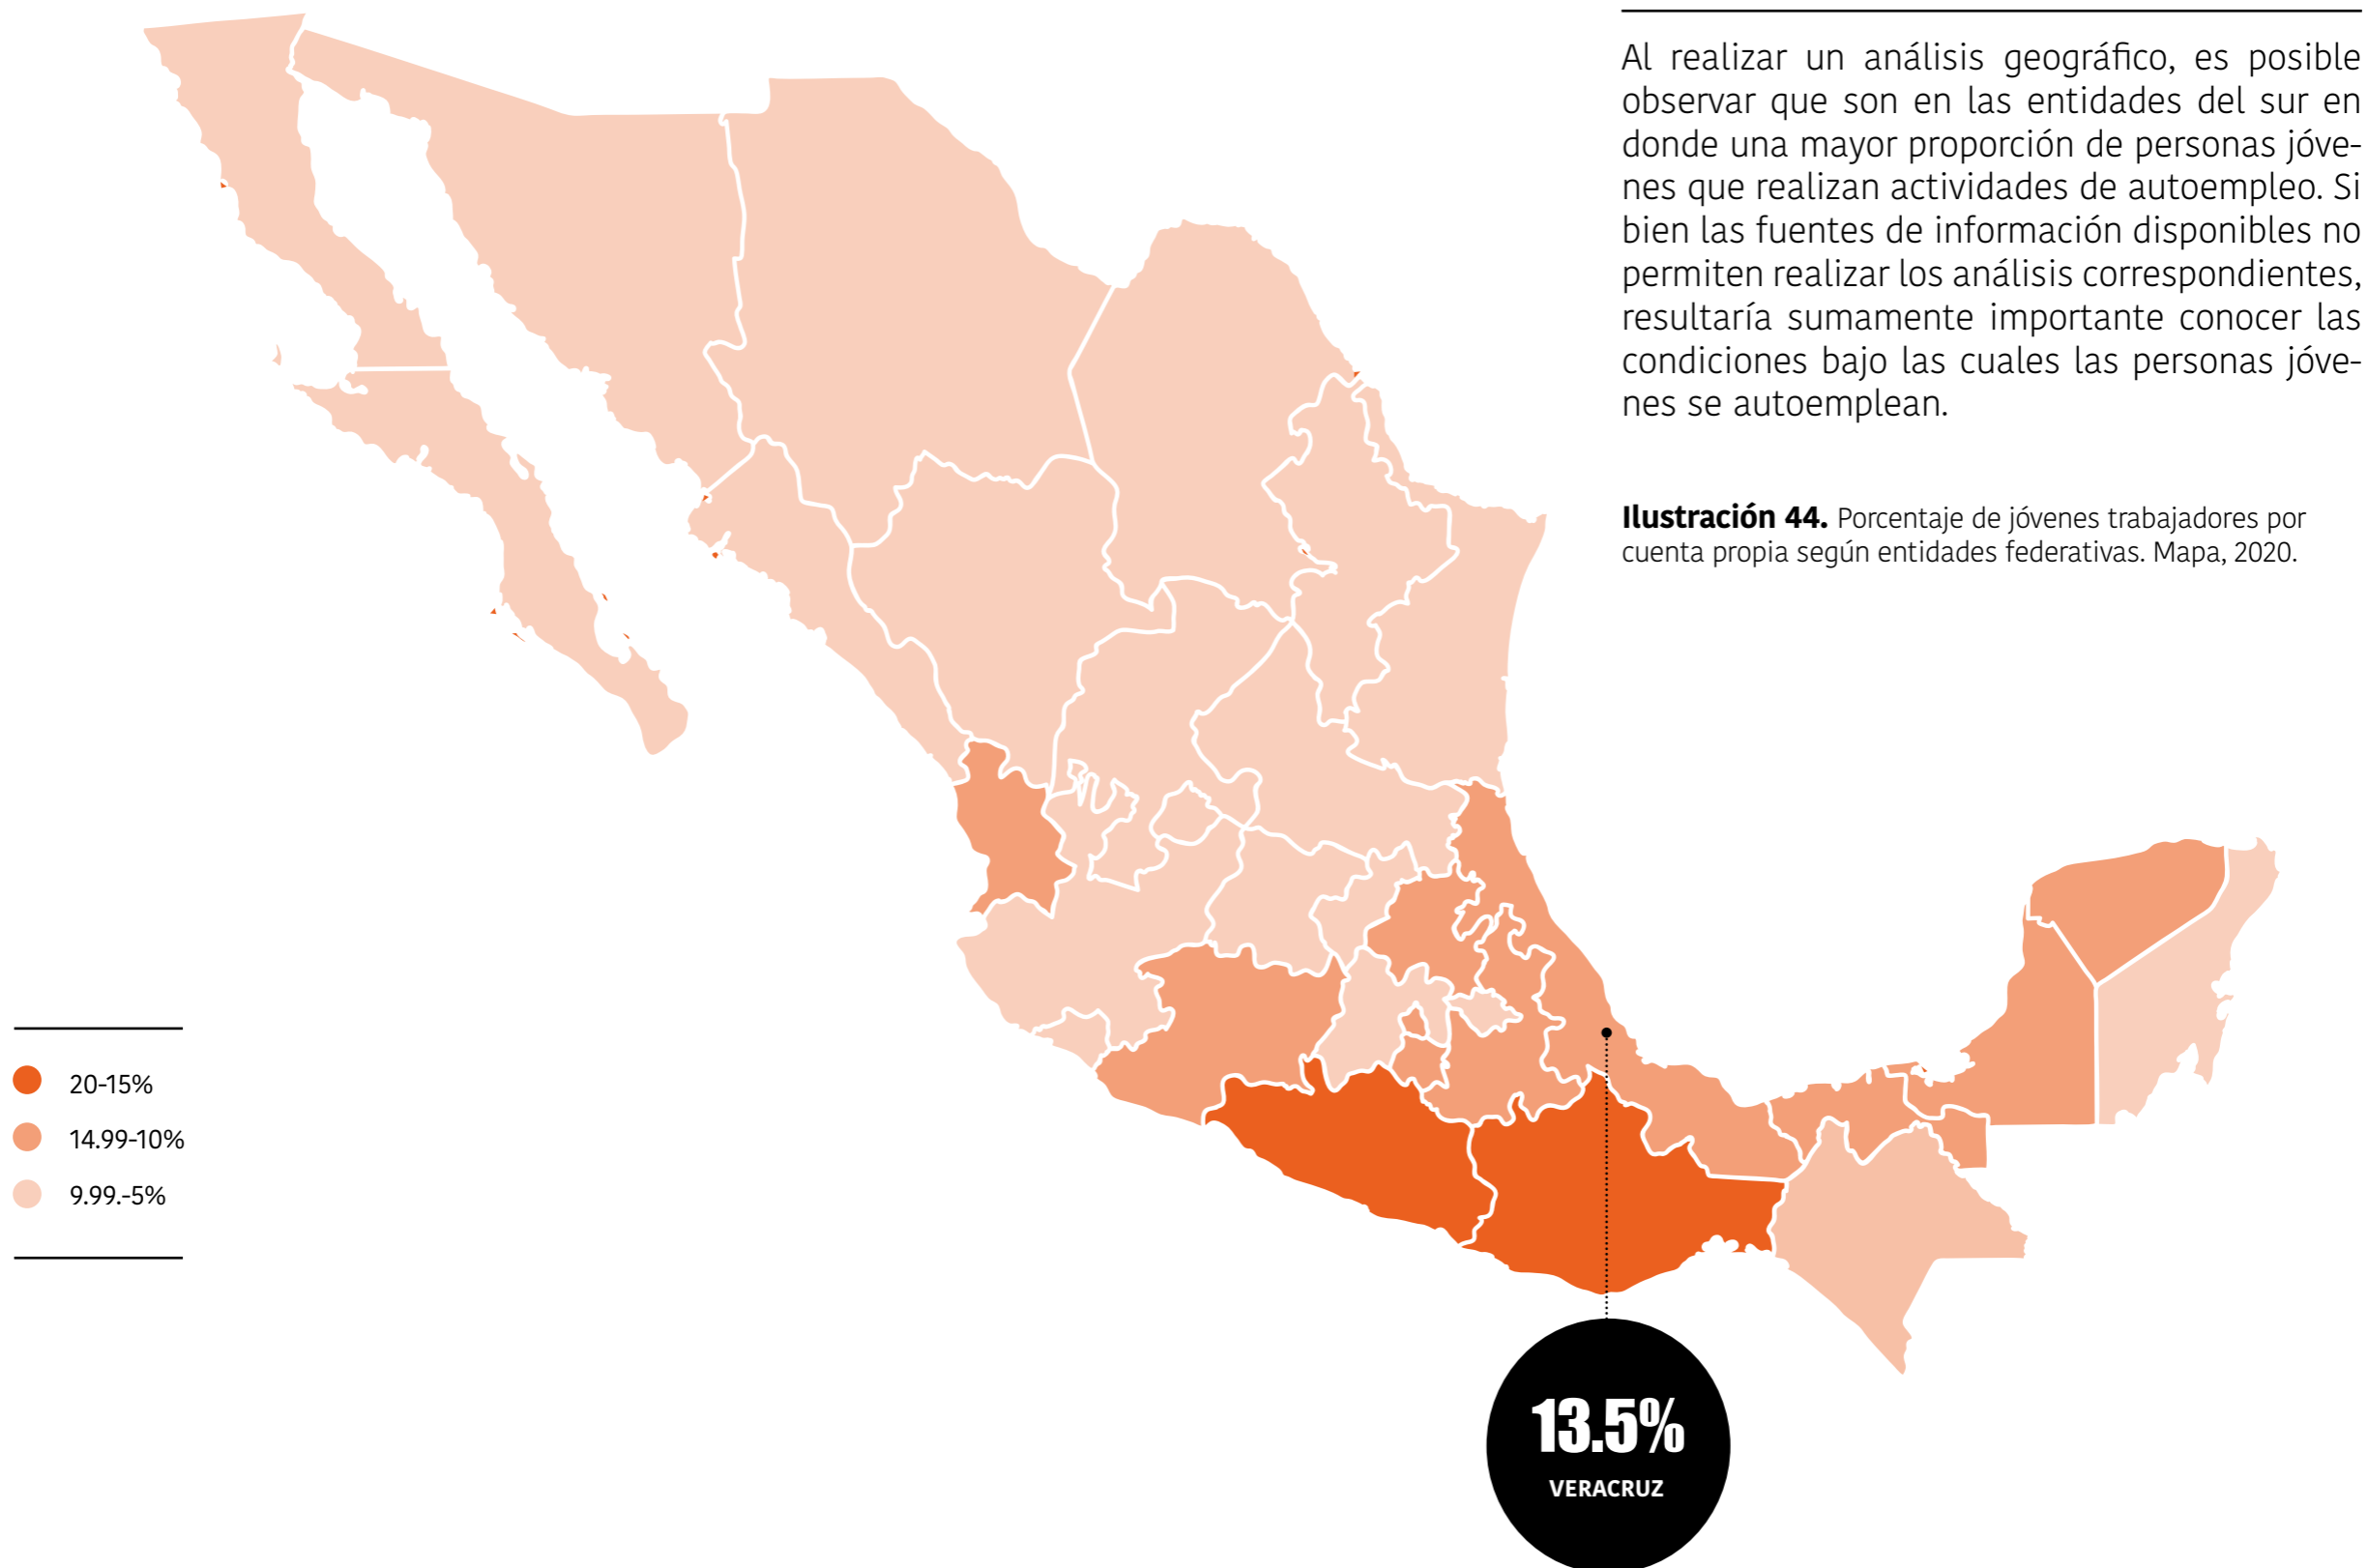 Al realizar un análisis geográfico, es posible
observar que son en las entidades del sur en
donde una mayor proporción de personas jóve-
nes que realizan actividades de autoempleo. Si
bien las fuentes de información disponibles no
permiten realizar los análisis correspondientes,
resultaría sumamente importante conocer las
condiciones bajo las cuales las personas jóve-
nes se autoemplean.
Ilustración 44. Porcentaje de jóvenes trabajadores por
cuenta propia según entidades federativas. Mapa, 2020.
20-15%
14.99-10%
9.99.-5%
13.5%
VERACRUZ